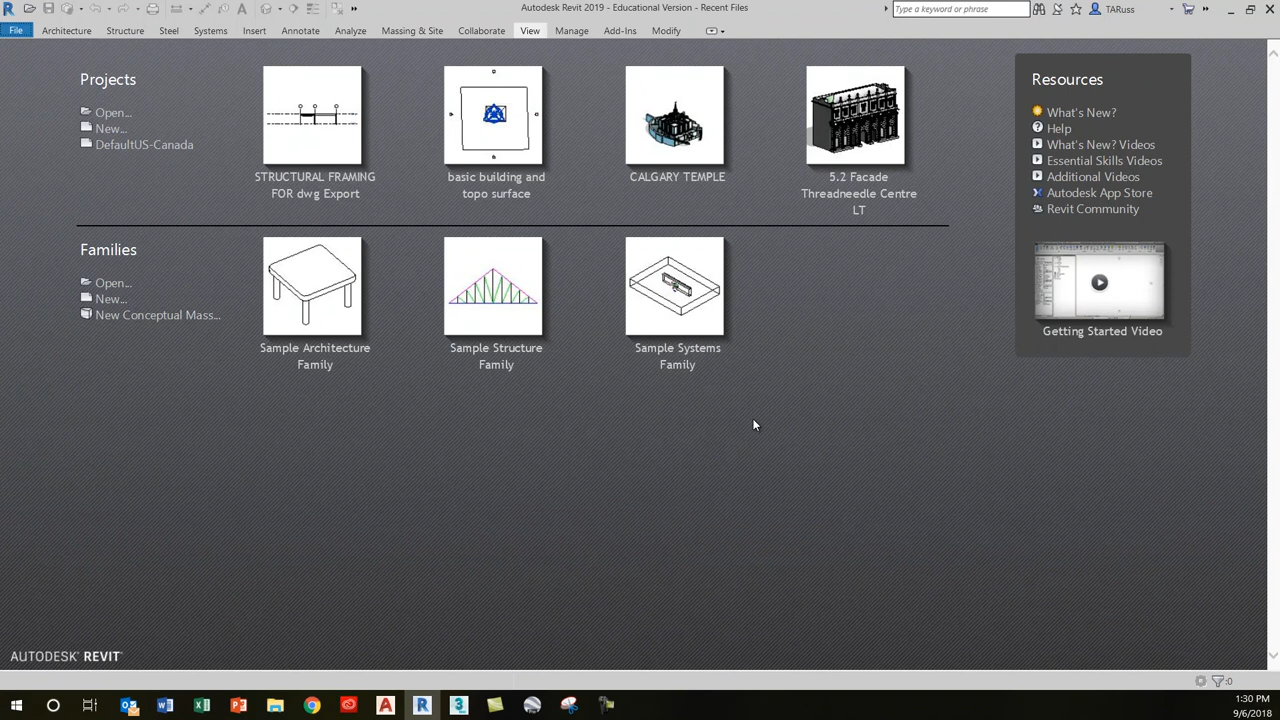 Autodesk Revit 2019 - Educational Version - Recent Files
Type a keyword or phrase
TARuss
File Architecture Structure Steel Systems Insert Annotate Analyze Massing & Site Collaborate View Manage Add-Ins Modify
Projects
Open...
New...
DefaultUS-Canada
STRUCTURAL FRAMING
FOR dwg Export
basic building and
topo surface
CALGARY TEMPLE
5.2 Facade
Threadneedle Centre
LT
Families
Open...
New...
New Conceptual Mass...
Sample Architecture
Family
Sample Structure
Family
Sample Systems
Family
Resources
What's New?
Help
What's New? Videos
Essential Skills Videos
Additional Videos
Autodesk App Store
Revit Community
Getting Started Video
AUTODESK® REVIT®
:0
1:30 PM
9/6/2018